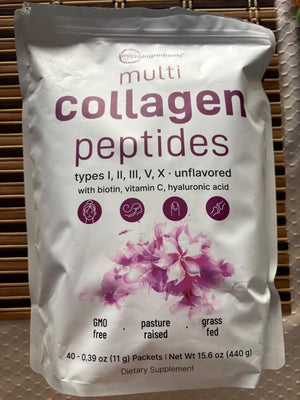 microingredients
multi
collagen
peptides
types I, II, III, V, X · unflavored
with biotin, vitamin C, hyaluronic acid
GMO free · pasture raised · grass fed
40 - 0.39 oz (11 g) Packets I Net Wt 15.6 oz (440 g)
Dietary Supplement